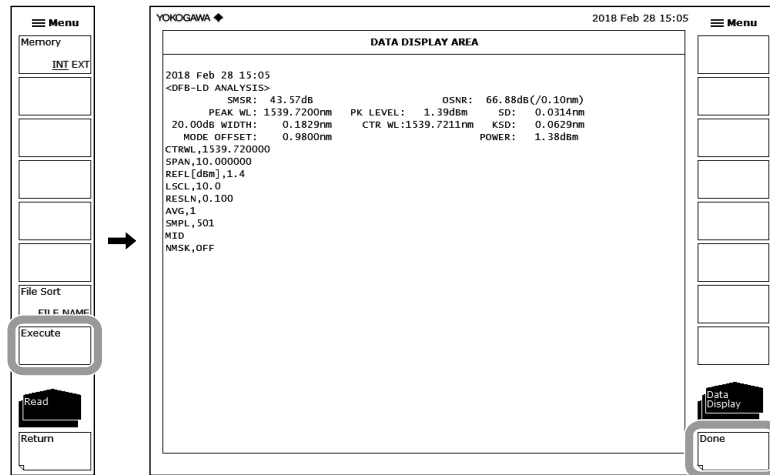 Menu
Memory
INT EXT
File Sort
FILE NAME
Execute
Read
Return
YOKOGAWA
2018 Feb 28 15:05
DATA DISPLAY AREA
2018 Feb 28 15:05
<DFB-LD ANALYSIS>
SMSR: 43.57dB OSNR: 66.88dB(/0.10nm)
PEAK WL: 1539.7200nm PK LEVEL: 1.39dBm SD: 0.0314nm
20.00dB WIDTH: 0.1829nm CTR WL:1539.7211nm KSD: 0.0629nm
MODE OFFSET: 0.9800nm POWER: 1.38dBm
CTRWL,1539.720000
SPAN,10.000000
REFL[dBm],1.4
LSCL,10.0
RESLN,0.100
AVG,1
SMPL,501
MID
NMSK,OFF
Menu
Data
Display
Done